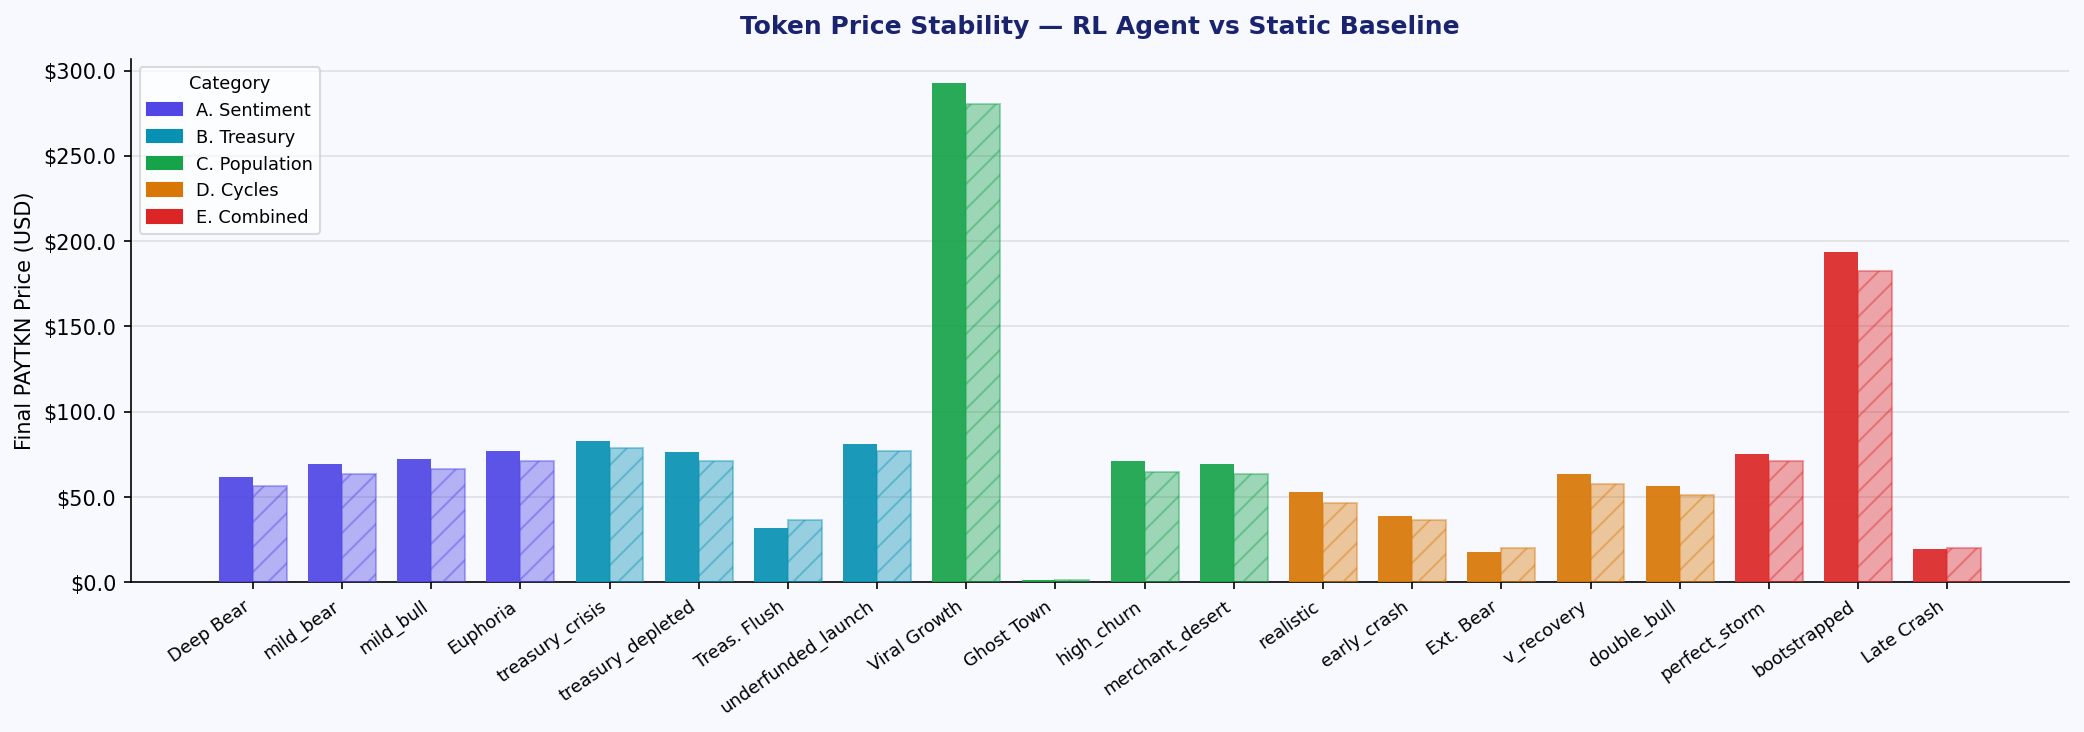 Token Price Stability — RL Agent vs Static Baseline
Final PAYTKN Price (USD)
$300.0
$250.0
$200.0
$150.0
$100.0
$50.0
$0.0
Category
A. Sentiment
B. Treasury
C. Population
D. Cycles
E. Combined
Deep Bear
mild_bear
mild_bull
Euphoria
treasury_crisis
treasury_depleted
Treas. Flush
underfunded_launch
Viral Growth
Ghost Town
high_churn
merchant_desert
realistic
early_crash
Ext. Bear
v_recovery
double_bull
perfect_storm
bootstrapped
Late Crash